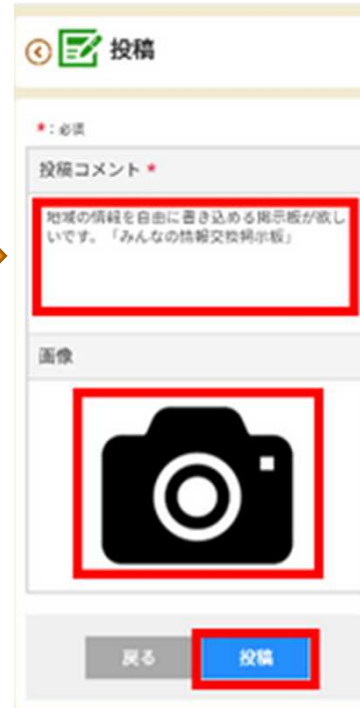 投稿
*：必須
投稿コメント *
地域の情報を自由に書き込める掲示板が欲し
いです。「みんなの情報交換掲示板」
画像
戻る
投稿